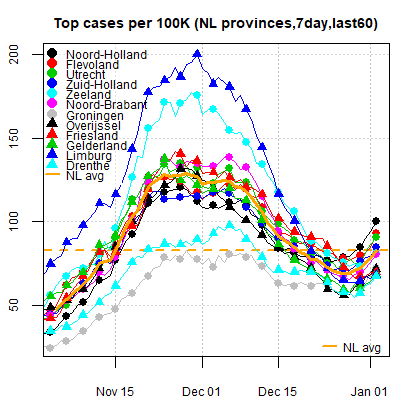 Top cases per 100K (NL provinces,7day,last60)
200
150
100
50
Noord-Holland
Flevoland
Utrecht
Zuid-Holland
Zeeland
Noord-Brabant
Groningen
Overijssel
Friesland
Gelderland
Limburg
Drenthe
NL avg
NL avg
Nov 15 Dec 01 Dec 15 Jan 01